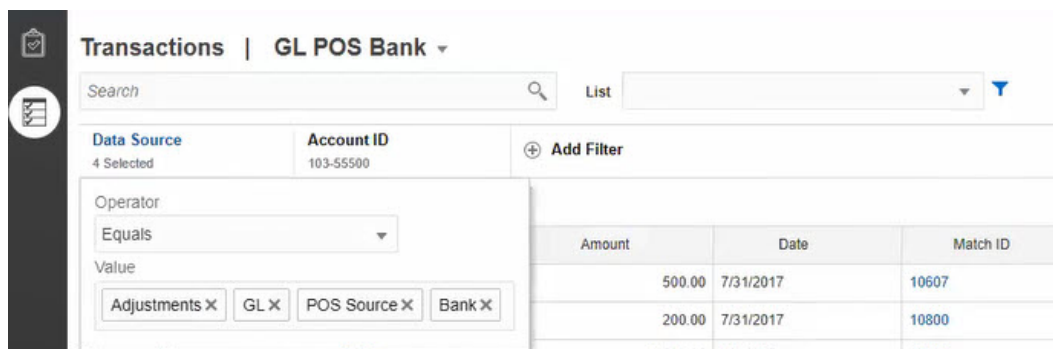 Transactions | GL POS Bank
Search
List
Data Source
4 Selected
Account ID
103-55500
Add Filter
Operator
Equals
Value
Adjustments X GL X POS Source X Bank X
Amount Date Match ID
500.00 7/31/2017 10607
200.00 7/31/2017 10800